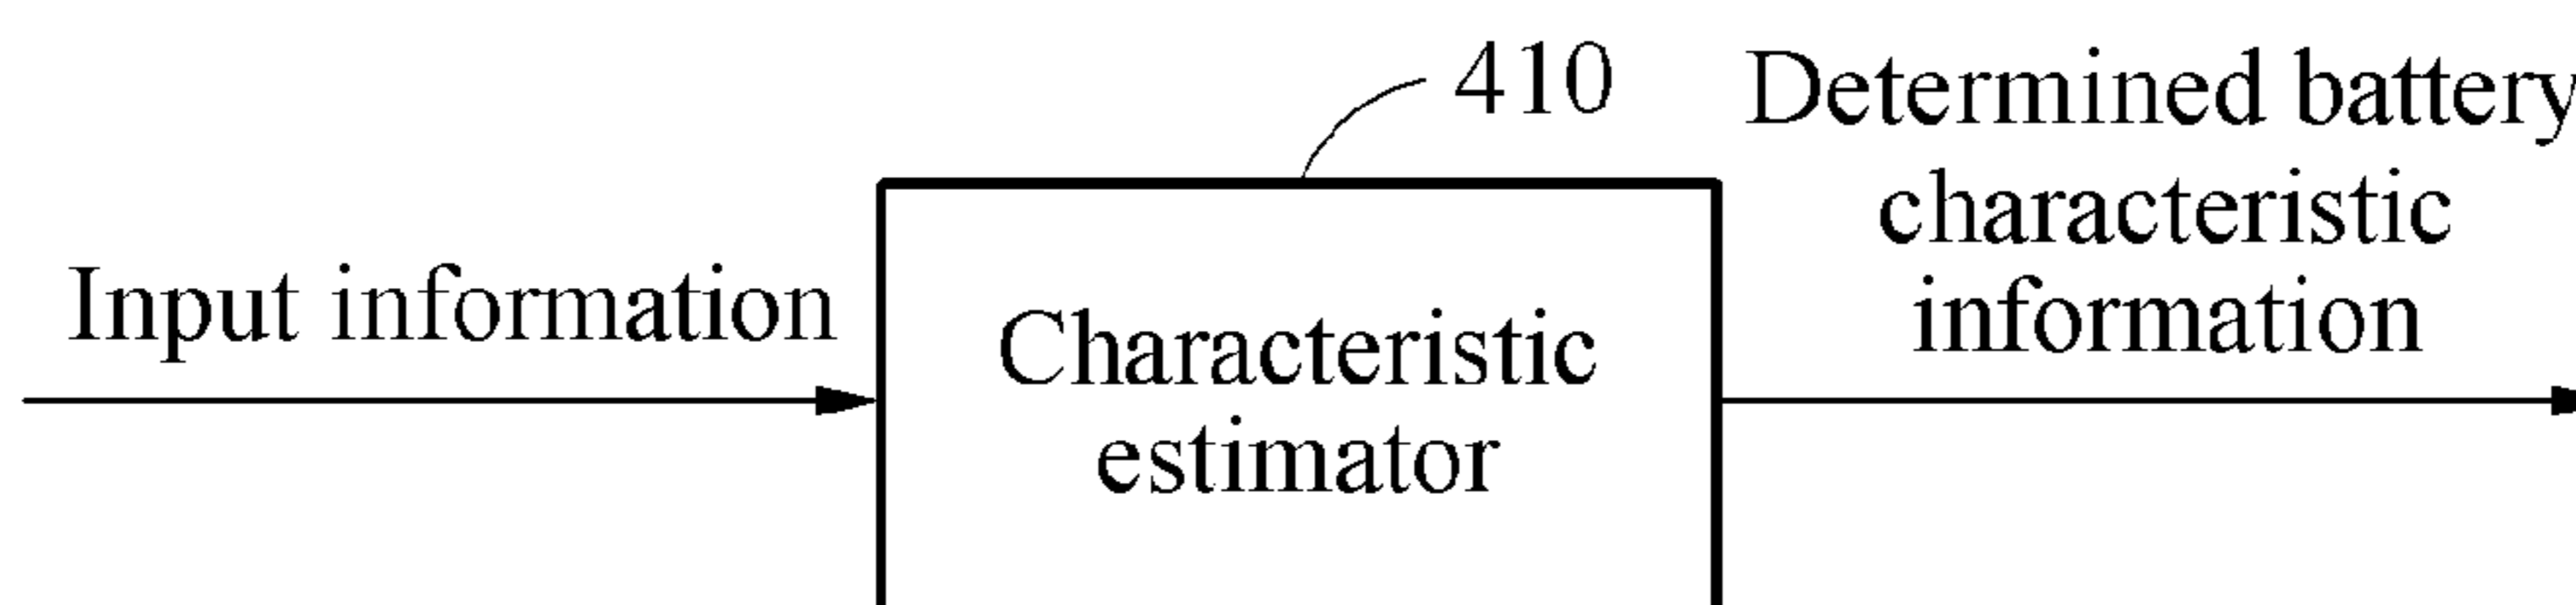 410
Determined battery
characteristic
information
Input information
Characteristic
estimator